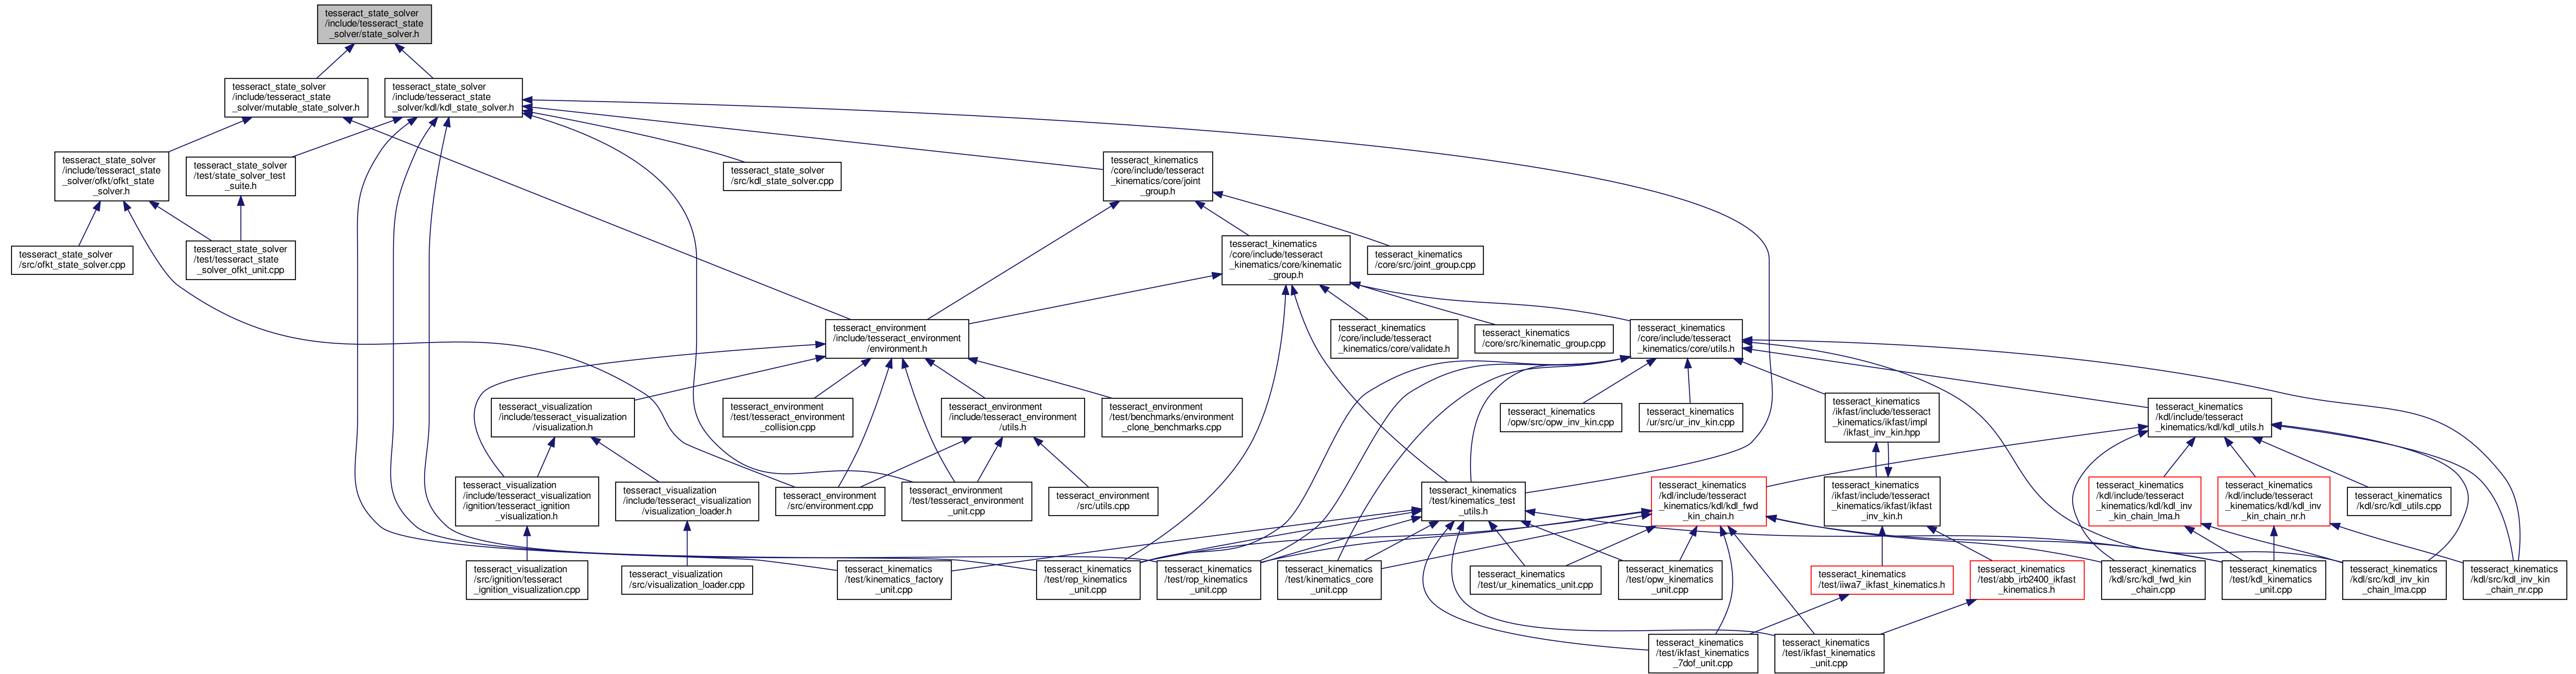 tesseract_state_solver
/include/tesseract_state
_solver/state_solver.h
tesseract_state_solver
/include/tesseract_state
_solver/mutable_state_solver.h
tesseract_state_solver
/include/tesseract_state
_solver/kdl/kdl_state_solver.h
tesseract_state_solver
/include/tesseract_state
_solver/ofkt/ofkt_state
_solver.h
tesseract_state_solver
/test/state_solver_test
_suite.h
tesseract_state_solver
/src/kdl_state_solver.cpp
tesseract_kinematics
/core/include/tesseract
_kinematics/core/joint
_group.h
tesseract_state_solver
/src/ofkt_state_solver.cpp
tesseract_state_solver
/test/tesseract_state
_solver_ofkt_unit.cpp
tesseract_kinematics
/core/include/tesseract
_kinematics/core/kinematic
_group.h
tesseract_kinematics
/core/src/joint_group.cpp
tesseract_environment
/include/tesseract_environment
/environment.h
tesseract_kinematics
/core/include/tesseract
_kinematics/core/validate.h
tesseract_kinematics
/core/src/kinematic_group.cpp
tesseract_kinematics
/core/include/tesseract
_kinematics/core/utils.h
tesseract_visualization
/include/tesseract_visualization
/visualization.h
tesseract_environment
/test/tesseract_environment
_collision.cpp
tesseract_environment
/include/tesseract_environment
/utils.h
tesseract_environment
/test/benchmarks/environment
_clone_benchmarks.cpp
tesseract_kinematics
/opw/src/opw_inv_kin.cpp
tesseract_kinematics
/ur/src/ur_inv_kin.cpp
tesseract_kinematics
/ikfast/include/tesseract
_kinematics/ikfast/impl
/ikfast_inv_kin.hpp
tesseract_kinematics
/kdl/include/tesseract
_kinematics/kdl/kdl_utils.h
tesseract_visualization
/include/tesseract_visualization
/ignition/tesseract_ignition
_visualization.h
tesseract_visualization
/include/tesseract_visualization
/visualization_loader.h
tesseract_environment
/src/environment.cpp
tesseract_environment
/test/tesseract_environment
_unit.cpp
tesseract_environment
/src/utils.cpp
tesseract_kinematics
/test/kinematics_test
_utils.h
tesseract_kinematics
/kdl/include/tesseract
_kinematics/kdl/kdl_fwd
_kin_chain.h
tesseract_kinematics
/ikfast/include/tesseract
_kinematics/ikfast/ikfast
_inv_kin.h
tesseract_kinematics
/kdl/include/tesseract
_kinematics/kdl/kdl_inv
_kin_chain_lma.h
tesseract_kinematics
/kdl/include/tesseract
_kinematics/kdl/kdl_inv
_kin_chain_nr.h
tesseract_kinematics
/kdl/src/kdl_utils.cpp
tesseract_visualization
/src/ignition/tesseract
_ignition_visualization.cpp
tesseract_visualization
/src/visualization_loader.cpp
tesseract_kinematics
/test/kinematics_factory
_unit.cpp
tesseract_kinematics
/test/rep_kinematics
_unit.cpp
tesseract_kinematics
/test/rop_kinematics
_unit.cpp
tesseract_kinematics
/test/kinematics_core
_unit.cpp
tesseract_kinematics
/test/ur_kinematics_unit.cpp
tesseract_kinematics
/test/opw_kinematics
_unit.cpp
tesseract_kinematics
/test/iiwa7_ikfast_kinematics.h
tesseract_kinematics
/test/abb_irb2400_ikfast
_kinematics.h
tesseract_kinematics
/kdl/src/kdl_fwd_kin
_chain.cpp
tesseract_kinematics
/test/kdl_kinematics
_unit.cpp
tesseract_kinematics
/kdl/src/kdl_inv_kin
_chain_lma.cpp
tesseract_kinematics
/kdl/src/kdl_inv_kin
_chain_nr.cpp
tesseract_kinematics
/test/ikfast_kinematics
_7dof_unit.cpp
tesseract_kinematics
/test/ikfast_kinematics
_unit.cpp